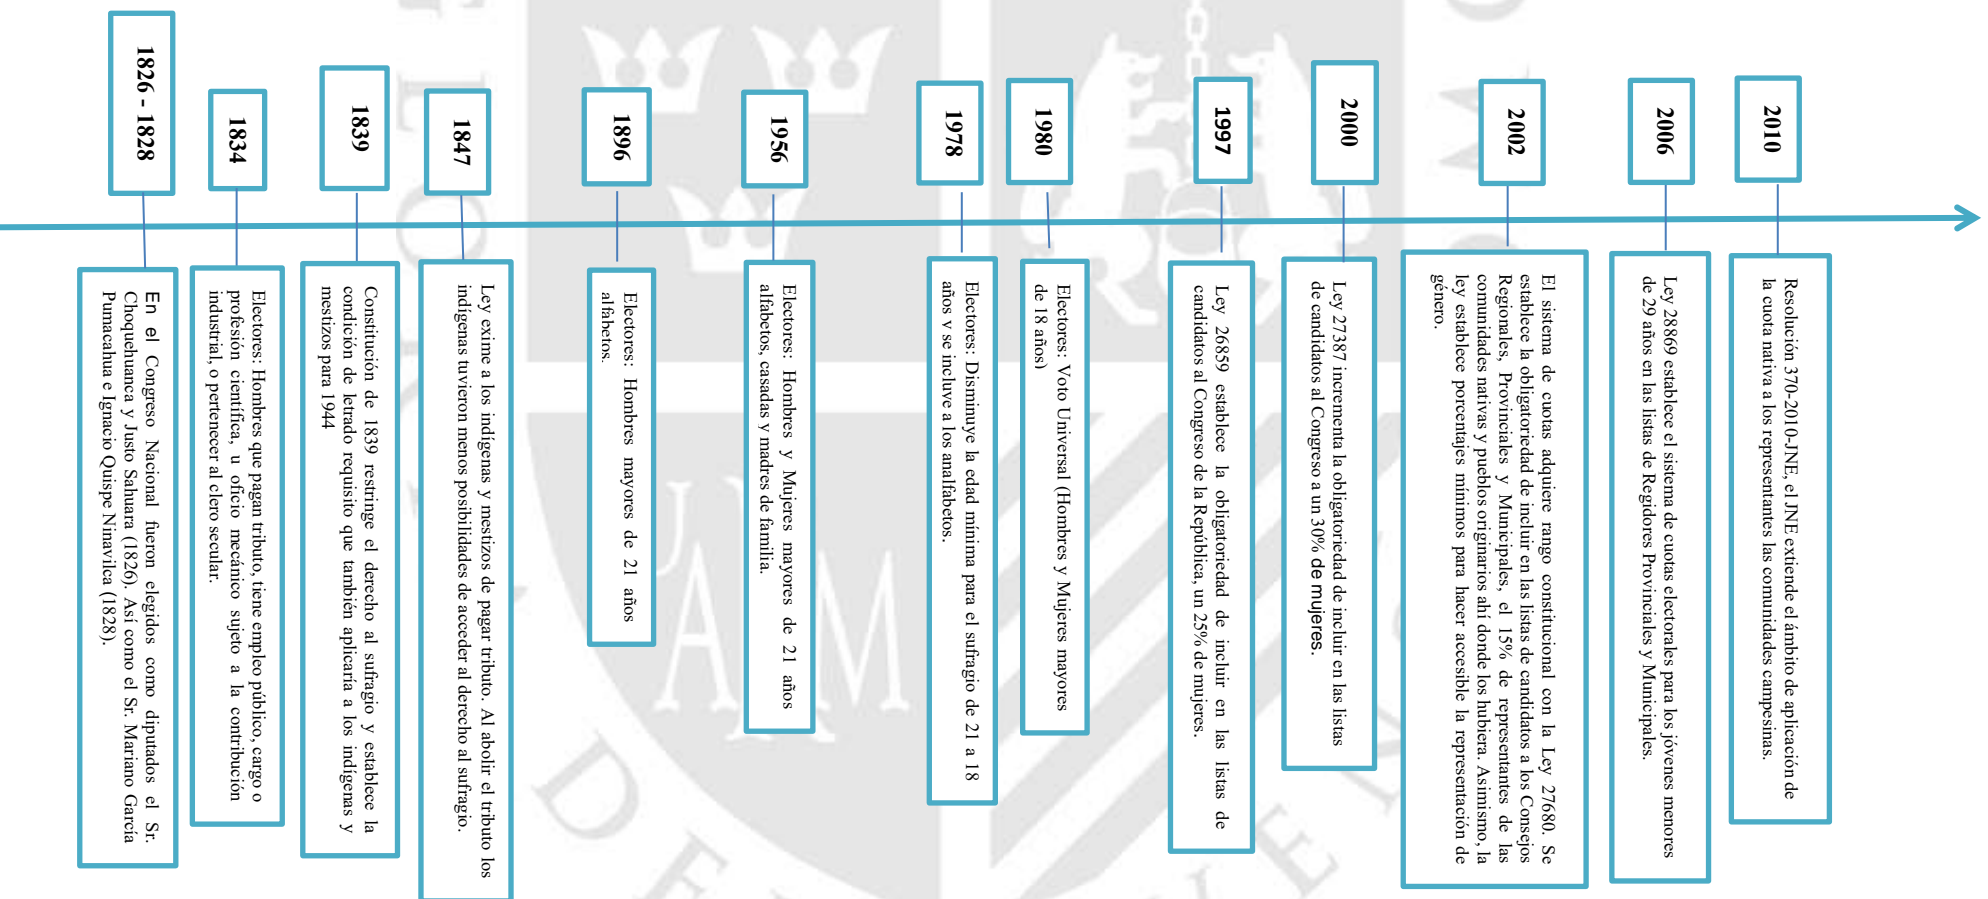 1826 - 1828
En el Congreso Nacional fueron elegidos como diputados el Sr.
Choquehuanca y Justo Sahuara (1826). Así como el Sr. Mariano García
Pumacahua e Ignacio Quispe Ninavilca (1828).
1834
Electores: Hombres que pagan tributo, tiene empleo público, cargo o
profesión científica, u oficio mecánico sujeto a la contribución
industrial, o pertenecer al clero secular.
1839
Constitución de 1839 restringe el derecho al sufragio y establece la
condición de letrado requisito que también aplicaría a los indígenas y
mestizos para 1944
1847
Ley exime a los indígenas y mestizos de pagar tributo. Al abolir el tributo los
indígenas tuvieron menos posibilidades de acceder al derecho al sufragio.
1896
Electores: Hombres mayores de 21 años
alfabetos.
1956
Electores: Hombres y Mujeres mayores de 21 años
alfabetos, casadas y madres de familia.
1978
Electores: Disminuye la edad mínima para el sufragio de 21 a 18
años y se incluye a los analfabetos.
1980
Electores: Voto Universal (Hombres y Mujeres mayores
de 18 años)
1997
Ley 26859 establece la obligatoriedad de incluir en las listas de
candidatos al Congreso de la República, un 25% de mujeres.
2000
Ley 27387 incrementa la obligatoriedad de incluir en las listas
de candidatos al Congreso a un 30% de mujeres.
2002
El sistema de cuotas adquiere rango constitucional con la Ley 27680. Se
establece la obligatoriedad de incluir en las listas de candidatos a los Consejos
Regionales, Provinciales y Municipales, el 15% de representantes de las
comunidades nativas y pueblos originarios ahí donde los hubiera. Asimismo, la
ley establece porcentajes mínimos para hacer accesible la representación de
género.
2006
Ley 28869 establece el sistema de cuotas electorales para los jóvenes menores
de 29 años en las listas de Regidores Provinciales y Municipales.
2010
Resolución 370-2010-JNE, el JNE extiende el ámbito de aplicación de
la cuota nativa a los representantes las comunidades campesinas.